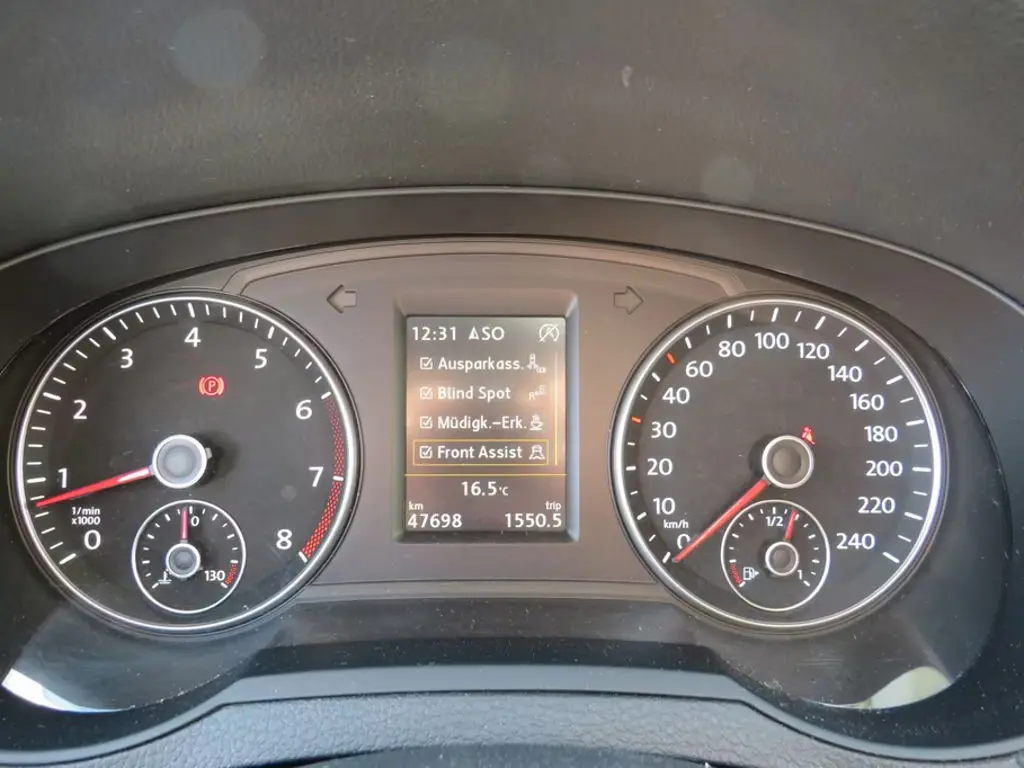 4
3
5
2
6
1
7
1/min
x1000
0
8
(P)
90
130
12:31 SO
Ausparkass.
Blind Spot
Müdigk.-Erk.
Front Assist
16.5°C
km
trip
47698
1550.5
100
80
120
60
140
40
160
30
180
20
200
10
220
km/h
0
240
1/2
1